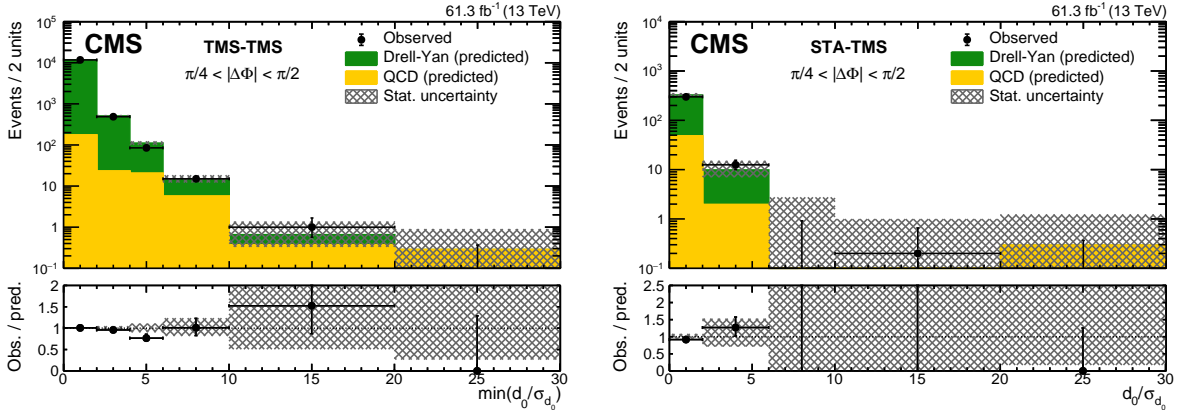 61.3 fb⁻¹ (13 TeV)
CMS
TMS-TMS
π/4 < |ΔΦ| < π/2
Observed
Drell-Yan (predicted)
QCD (predicted)
Stat. uncertainty
Events / 2 units
10⁵
10⁴
10³
10²
10
1
10⁻¹
Obs. / pred.
2
1.5
1
0.5
0
0 5 10 15 20 25 30
min(d₀/σ_d₀)
61.3 fb⁻¹ (13 TeV)
CMS
STA-TMS
π/4 < |ΔΦ| < π/2
Observed
Drell-Yan (predicted)
QCD (predicted)
Stat. uncertainty
Events / 2 units
10⁴
10³
10²
10
1
10⁻¹
Obs. / pred.
2.5
2
1.5
1
0.5
0
0 5 10 15 20 25 30
d₀/σ_d₀